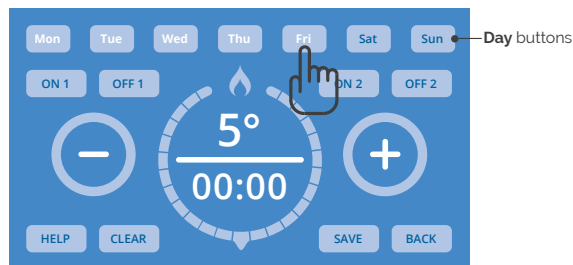 Mon Tue Wed Thu Fri Sat Sun Day buttons
ON 1 OFF 1 ON 2 OFF 2
5°
00:00
HELP CLEAR SAVE BACK